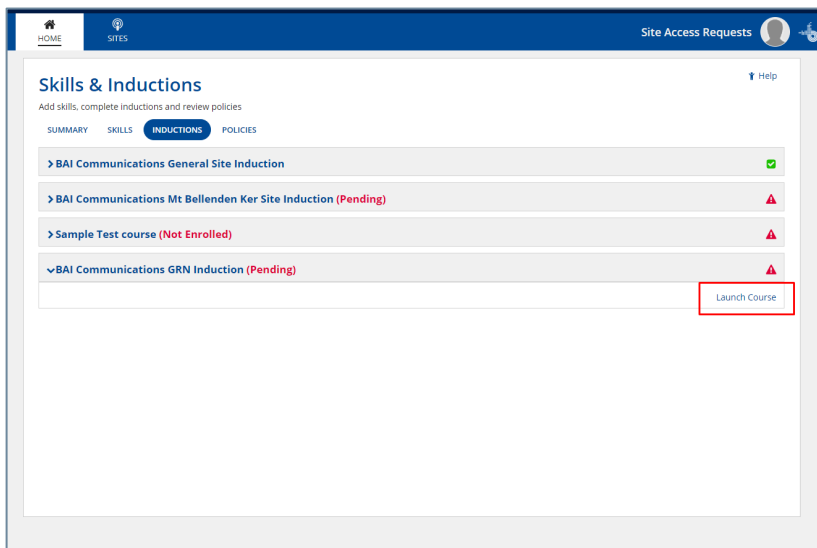 HOME
SITES
Site Access Requests
Skills & Inductions
Help
Add skills, complete inductions and review policies
SUMMARY SKILLS INDUCTIONS POLICIES
BAI Communications General Site Induction
BAI Communications Mt Bellenden Ker Site Induction (Pending)
Sample Test course (Not Enrolled)
BAI Communications GRN Induction (Pending)
Launch Course